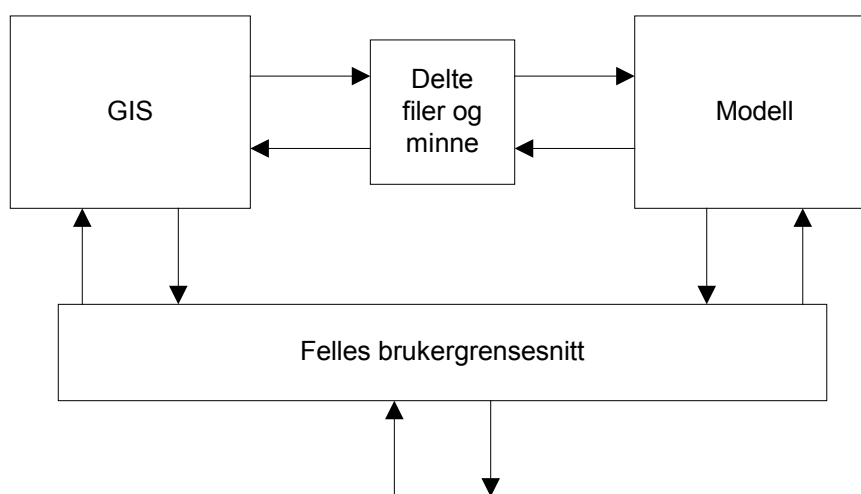 GIS
Delte
filer og
minne
Modell
Felles brukergrensesnitt